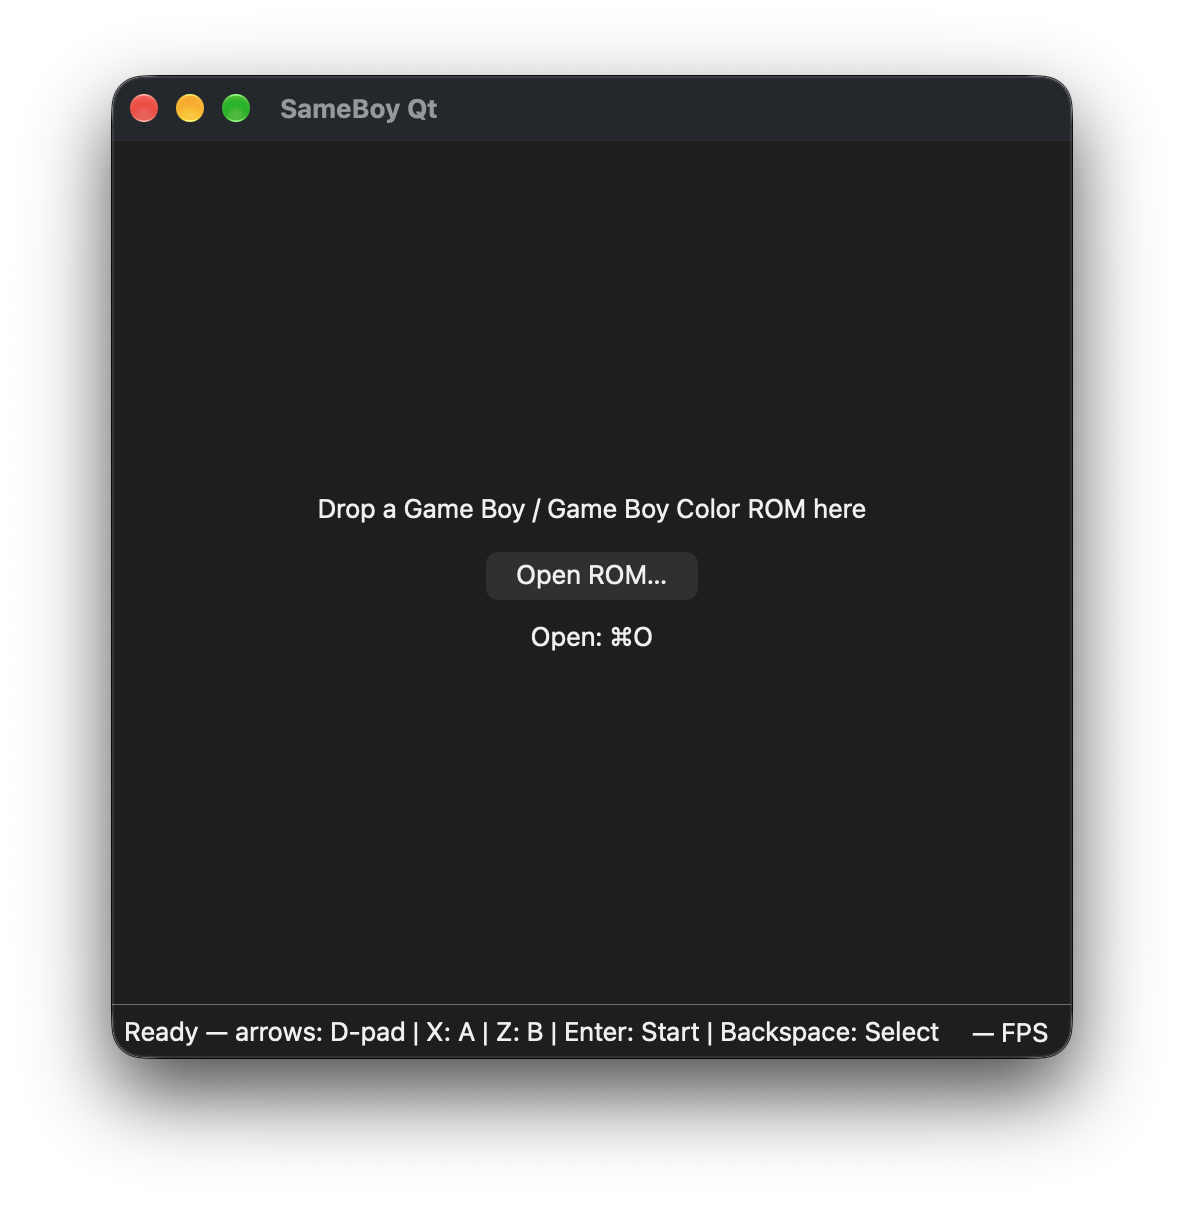 SameBoy Qt
Drop a Game Boy / Game Boy Color ROM here
Open ROM...
Open: ⌘O
Ready — arrows: D-pad | X: A | Z: B | Enter: Start | Backspace: Select — FPS